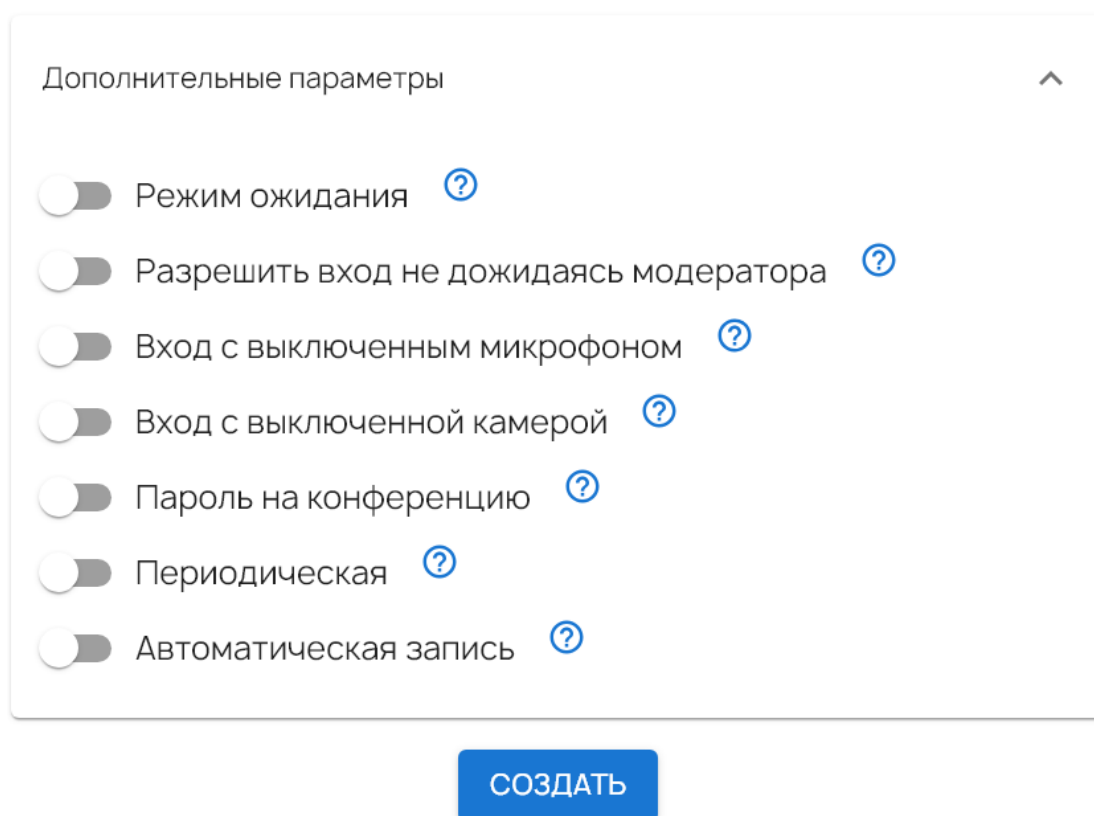 Дополнительные параметры
Режим ожидания
Разрешить вход не дожидаясь модератора
Вход с выключенным микрофоном
Вход с выключенной камерой
Пароль на конференцию
Периодическая
Автоматическая запись
СОЗДАТЬ